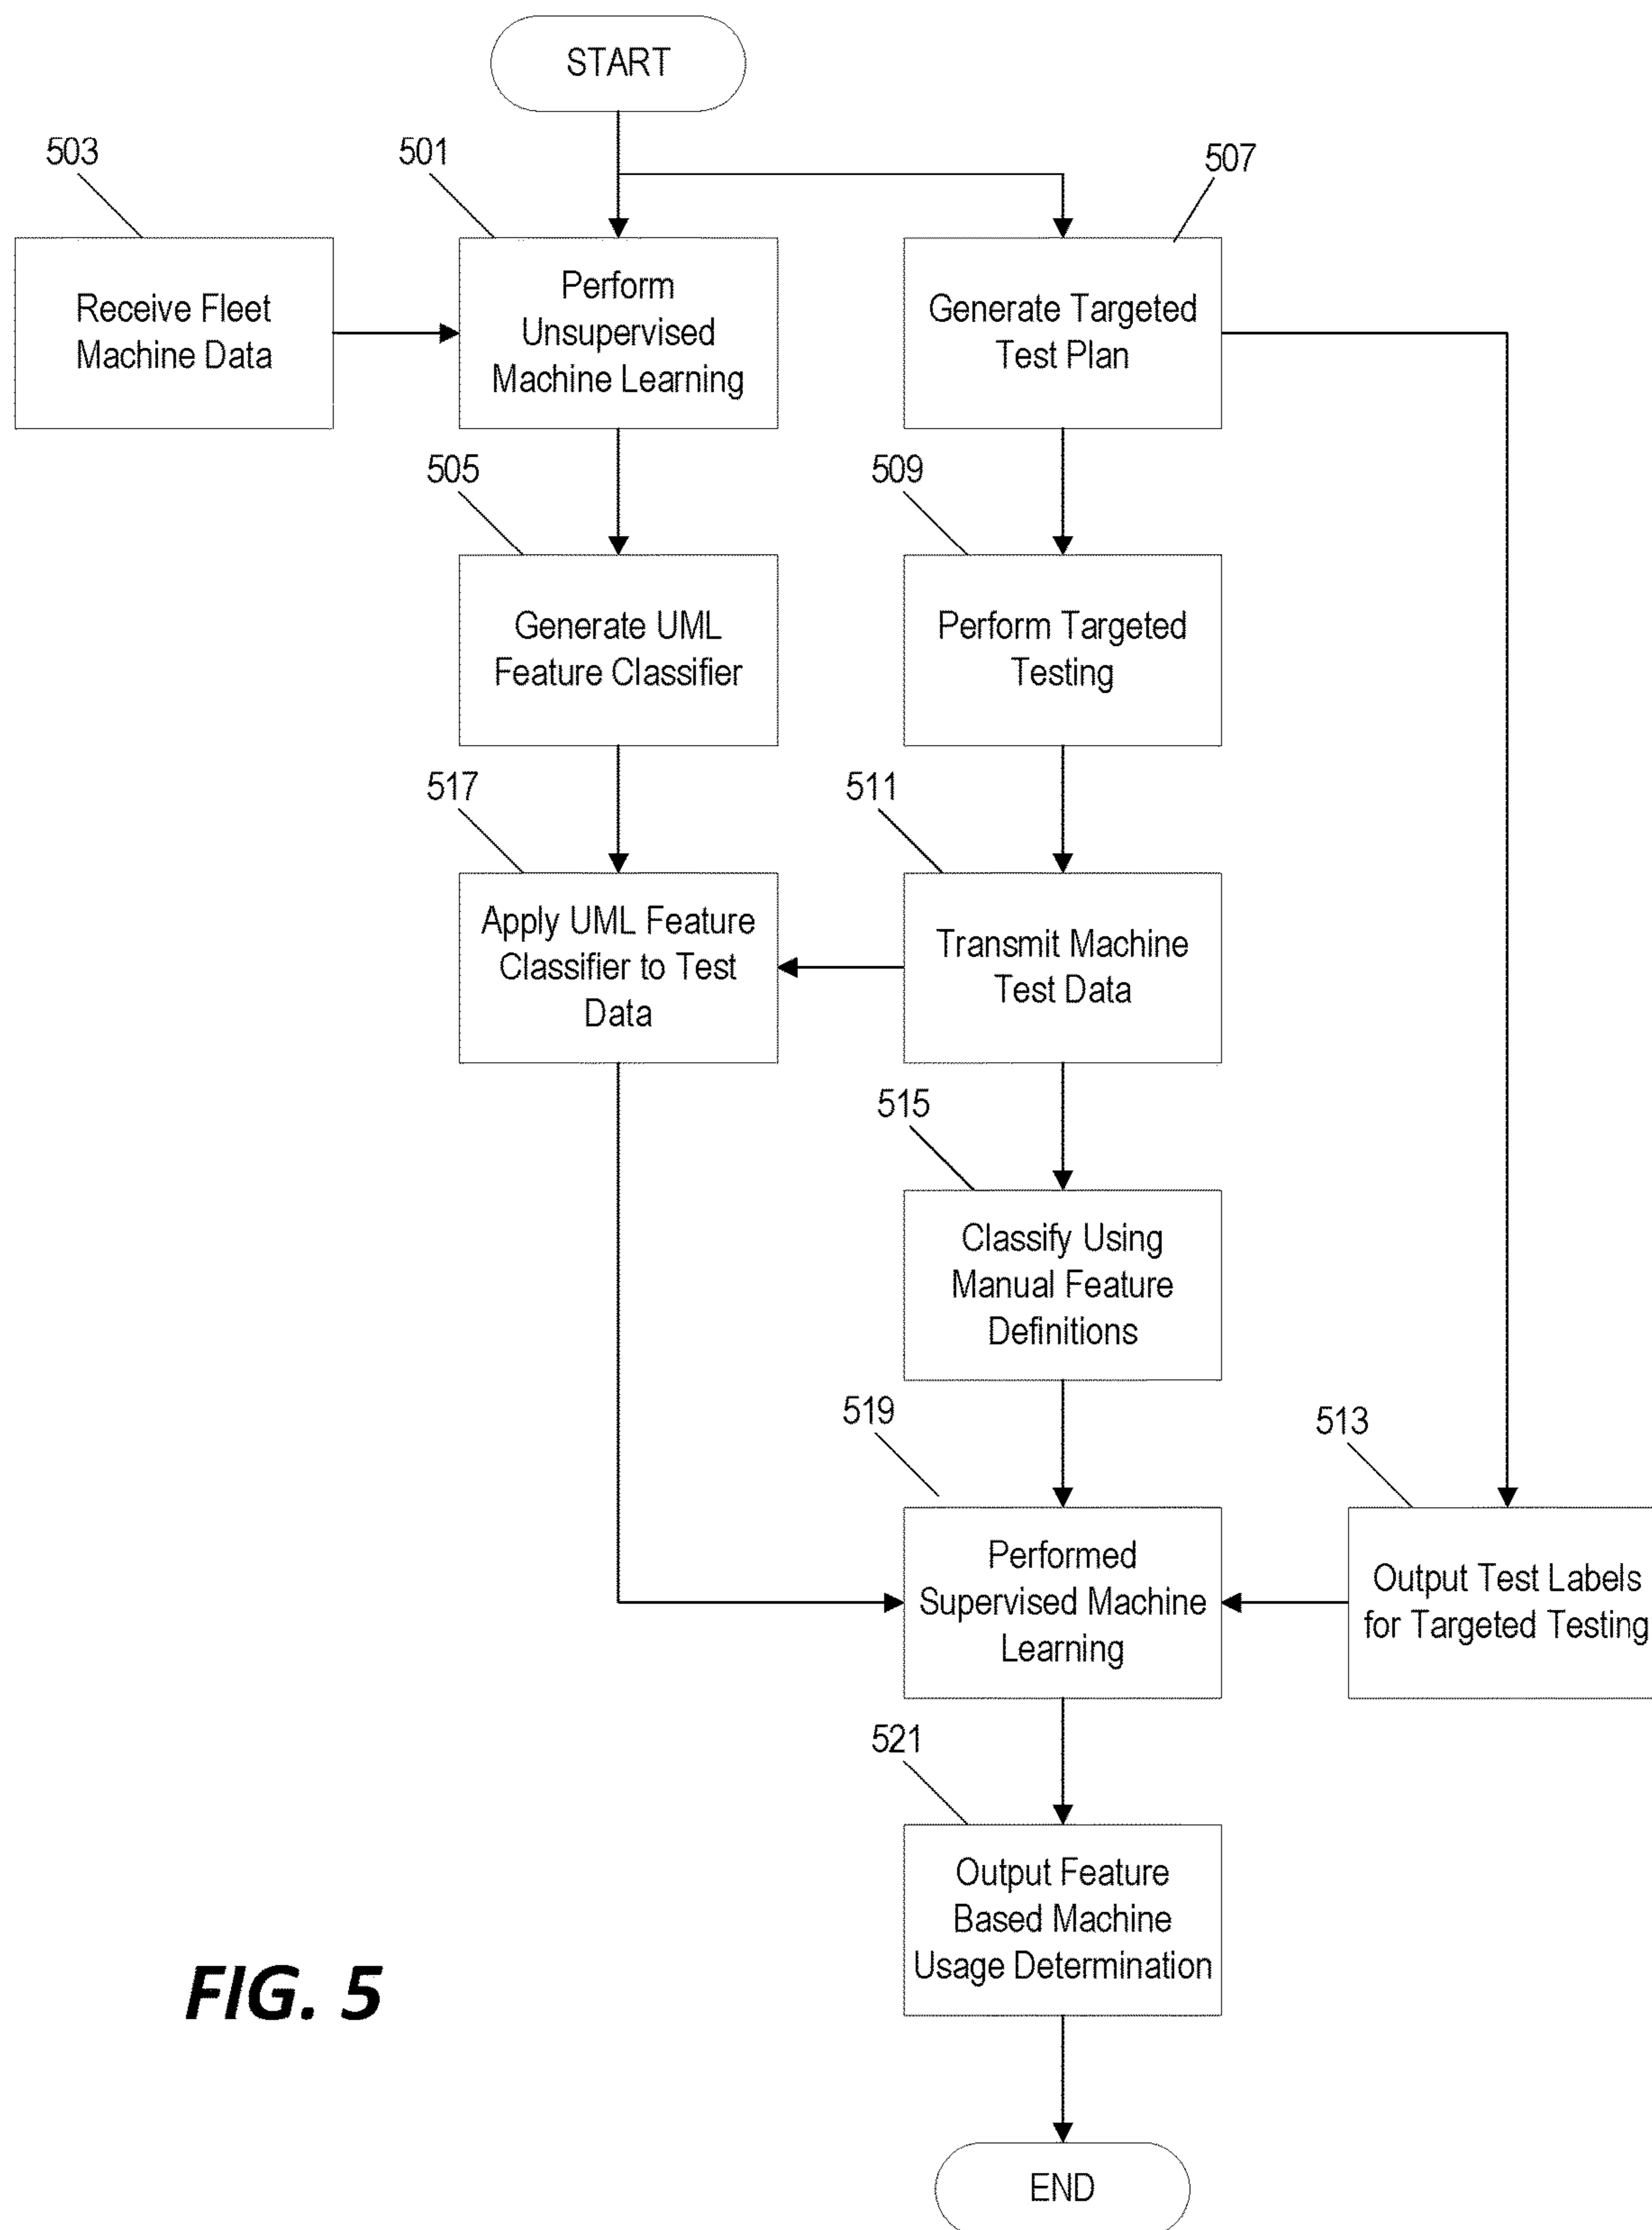 START
503
501
507
Receive Fleet
Machine Data
Perform
Unsupervised
Machine Learning
Generate Targeted
Test Plan
505
509
Generate UML
Feature Classifier
Perform Targeted
Testing
517
511
Apply UML Feature
Classifier to Test
Data
Transmit Machine
Test Data
515
Classify Using
Manual Feature
Definitions
519
513
Performed
Supervised Machine
Learning
Output Test Labels
for Targeted Testing
521
Output Feature
Based Machine
Usage Determination
FIG. 5
END